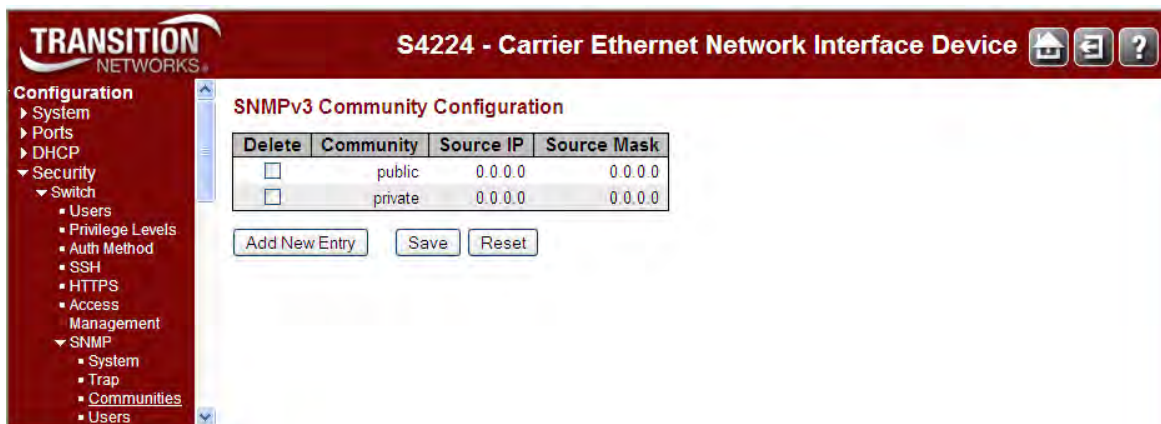 TRANSITION
NETWORKS®
S4224 - Carrier Ethernet Network Interface Device
?
Configuration
System
Ports
DHCP
Security
Switch
Users
Privilege Levels
Auth Method
SSH
HTTPS
Access
Management
SNMP
System
Trap
Communities
Users
SNMPv3 Community Configuration
Delete Community Source IP Source Mask
public 0.0.0.0 0.0.0.0
private 0.0.0.0 0.0.0.0
Add New Entry Save Reset